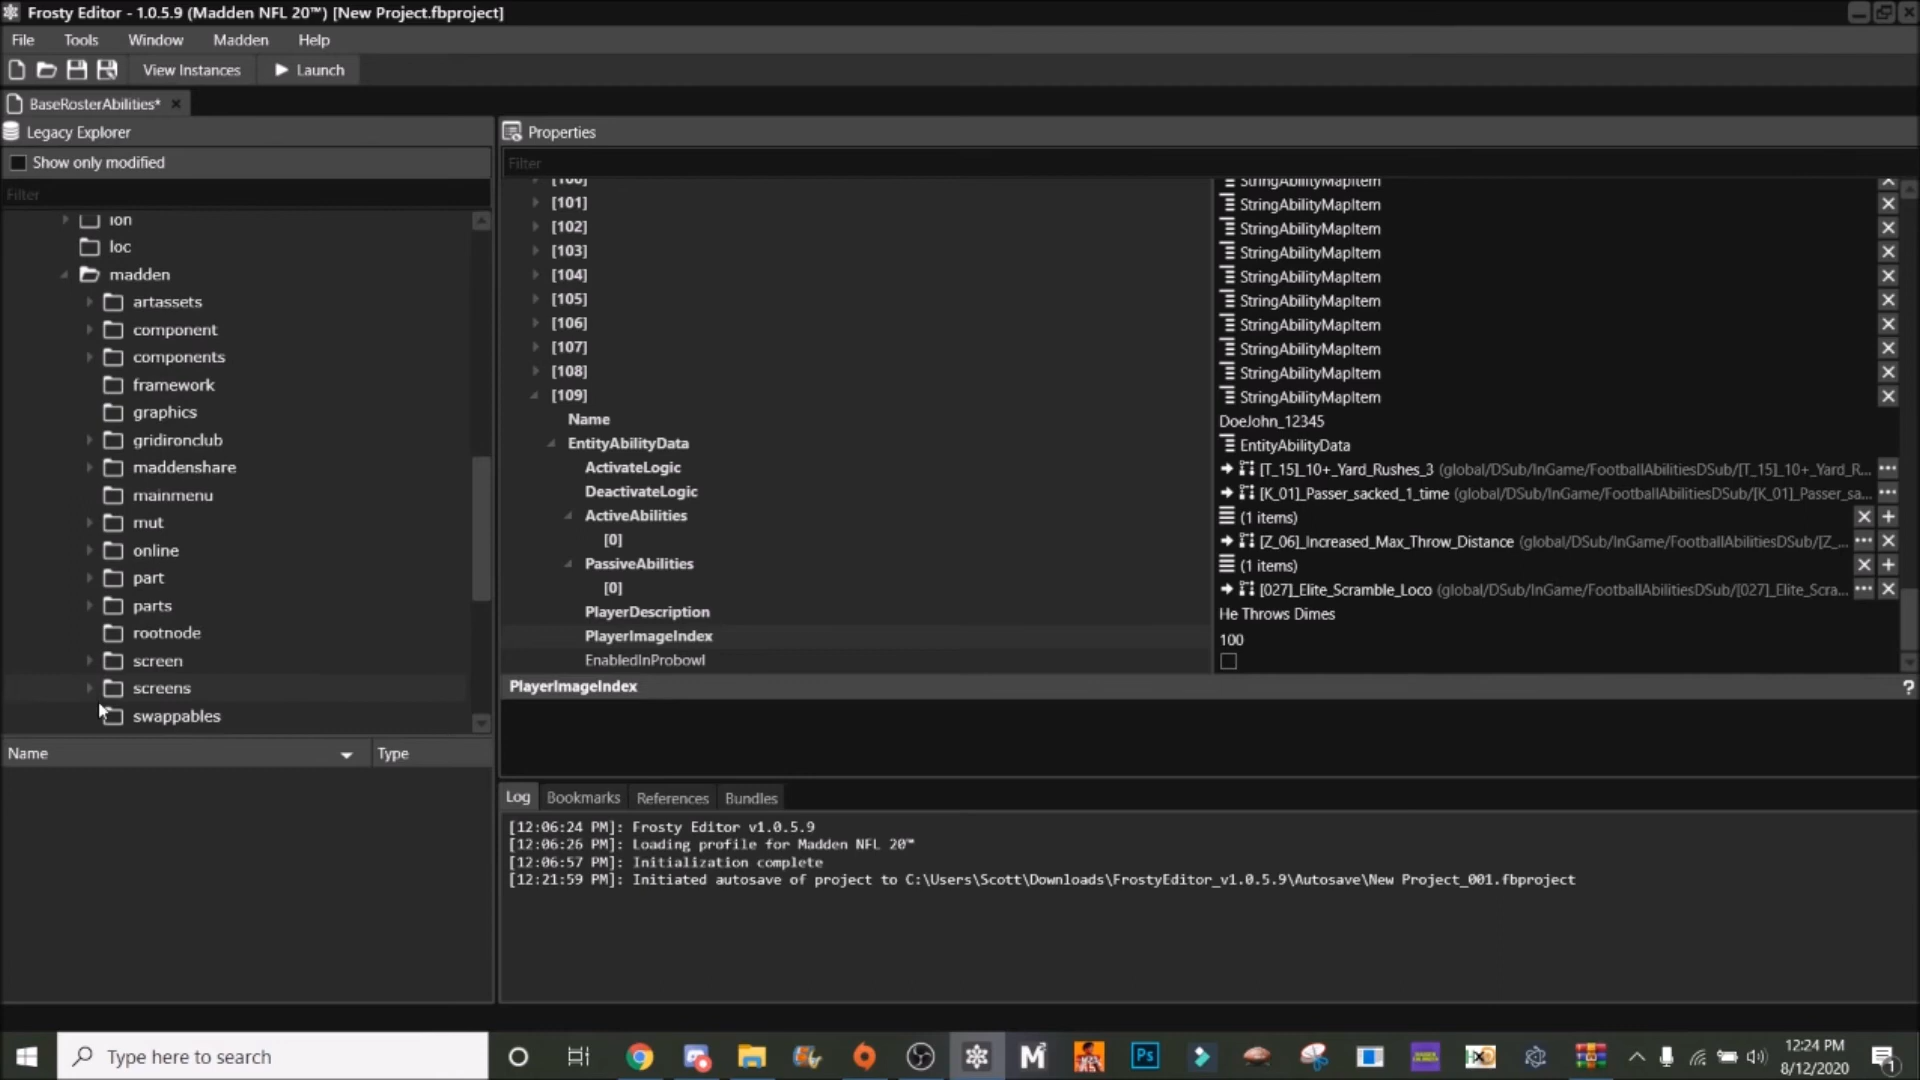 Frosty Editor - 1.0.5.9 (Madden NFL 20™) [New Project.fbproject]
File Tools Window Madden Help
View Instances Launch
BaseRosterAbilities*
Legacy Explorer
Show only modified
Filter
ion
loc
madden
artassets
component
components
framework
graphics
gridironclub
maddenshare
mainmenu
mut
online
part
parts
rootnode
screen
screens
swappables
Name Type
Properties
Filter
[100] StringAbilityMapItem
[101] StringAbilityMapItem
[102] StringAbilityMapItem
[103] StringAbilityMapItem
[104] StringAbilityMapItem
[105] StringAbilityMapItem
[106] StringAbilityMapItem
[107] StringAbilityMapItem
[108] StringAbilityMapItem
[109] StringAbilityMapItem
Name DoeJohn_12345
EntityAbilityData EntityAbilityData
ActivateLogic [T_15]_10+_Yard_Rushes_3 (global/DSub/InGame/FootballAbilitiesDSub/[T_15]_10+_Yard_R...
DeactivateLogic [K_01]_Passer_sacked_1_time (global/DSub/InGame/FootballAbilitiesDSub/[K_01]_Passer_sa...
ActiveAbilities (1 items)
[0] [Z_06]_Increased_Max_Throw_Distance (global/DSub/InGame/FootballAbilitiesDSub/[Z_...
PassiveAbilities (1 items)
[0] [027]_Elite_Scramble_Loco (global/DSub/InGame/FootballAbilitiesDSub/[027]_Elite_Scra...
PlayerDescription He Throws Dimes
PlayerImageIndex 100
EnabledInProbowl
PlayerImageIndex ?
Log Bookmarks References Bundles
[12:06:24 PM]: Frosty Editor v1.0.5.9
[12:06:26 PM]: Loading profile for Madden NFL 20™
[12:06:57 PM]: Initialization complete
[12:21:59 PM]: Initiated autosave of project to C:\Users\Scott\Downloads\FrostyEditor_v1.0.5.9\Autosave\New Project_001.fbproject
Type here to search
Ps
12:24 PM
8/12/2020
1